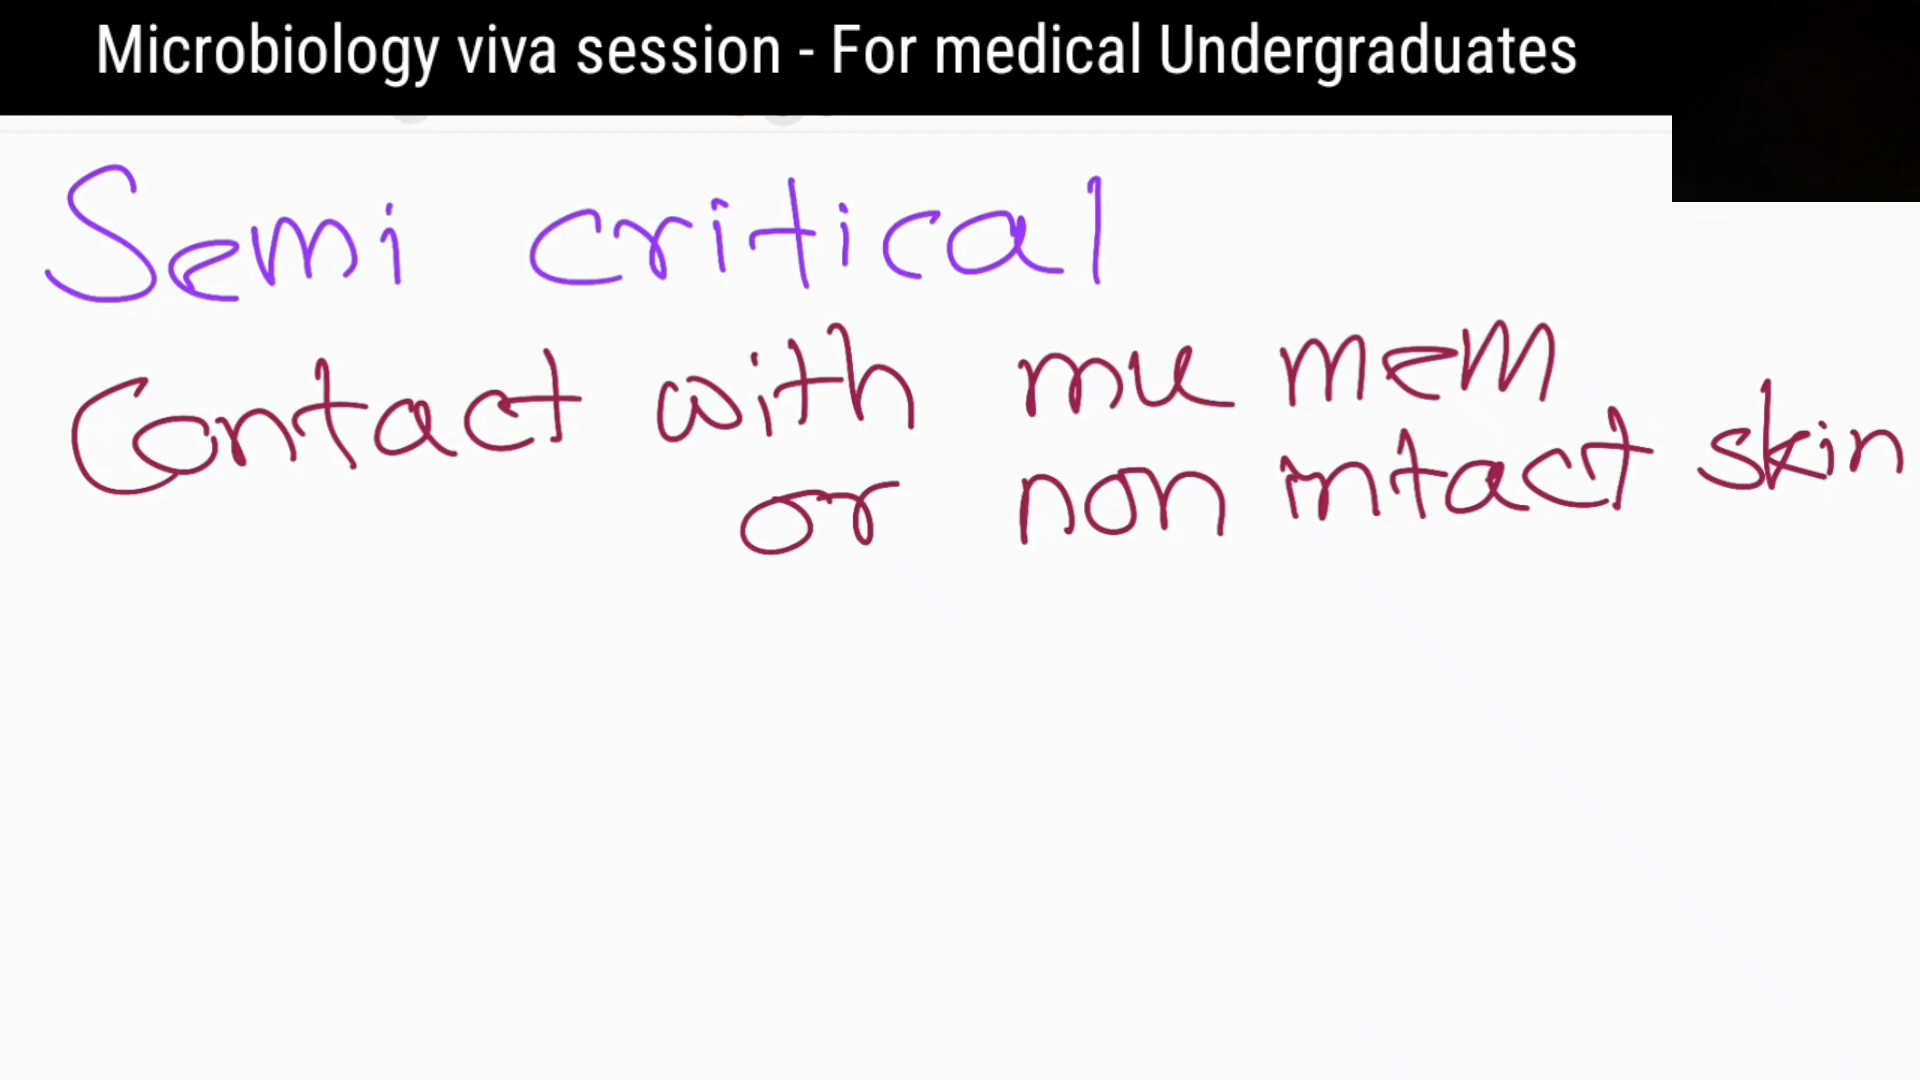 Microbiology viva session - For medical Undergraduates
Semi critical
Contact with mu mem
or non intact skin